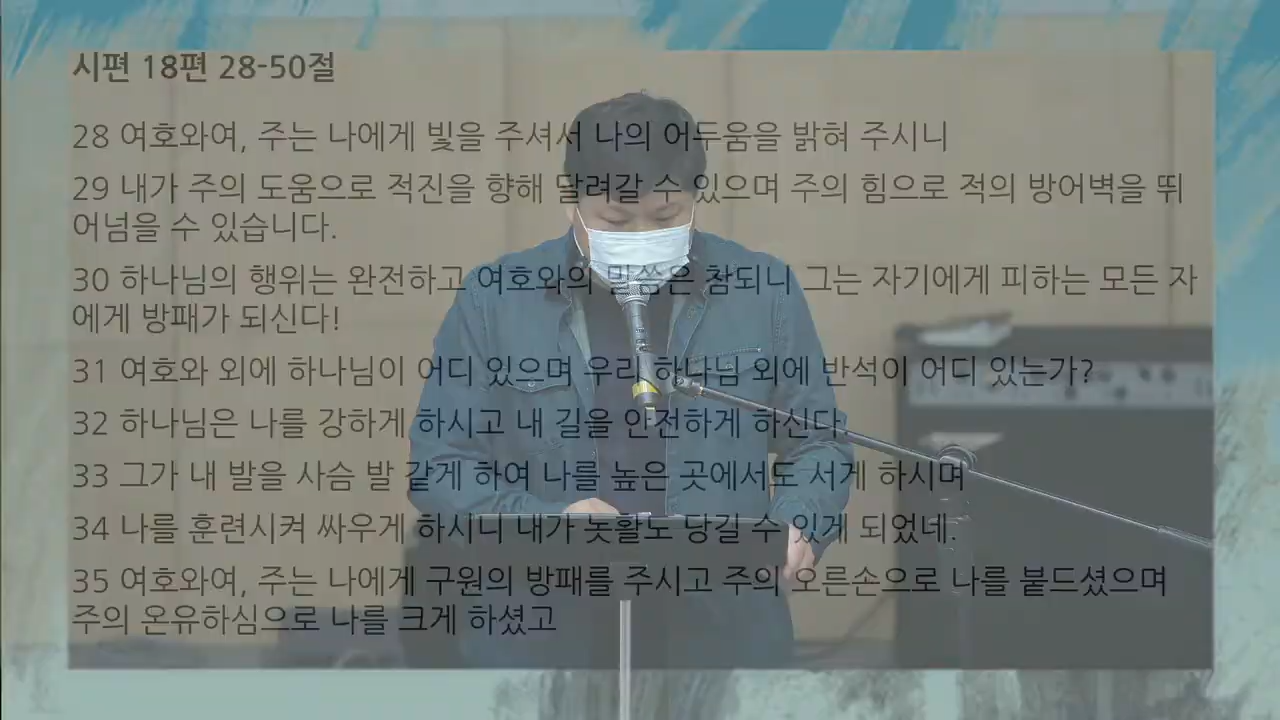 시편 18편 28-50절
28 여호와여, 주는 나에게 빛을 주셔서 나의 어두움을 밝혀 주시니
29 내가 주의 도움으로 적진을 향해 달려갈 수 있으며 주의 힘으로 적의 방어벽을 뛰
어넘을 수 있습니다.
30 하나님의 행위는 완전하고 여호와의 말씀은 참되니 그는 자기에게 피하는 모든 자
에게 방패가 되신다!
31 여호와 외에 하나님이 어디 있으며 우리 하나님 외에 반석이 어디 있는가?
32 하나님은 나를 강하게 하시고 내 길을 안전하게 하신다.
33 그가 내 발을 사슴 발 같게 하여 나를 높은 곳에서도 서게 하시며
34 나를 훈련시켜 싸우게 하시니 내가 놋활도 당길 수 있게 되었네.
35 여호와여, 주는 나에게 구원의 방패를 주시고 주의 오른손으로 나를 붙드셨으며
주의 온유하심으로 나를 크게 하셨고